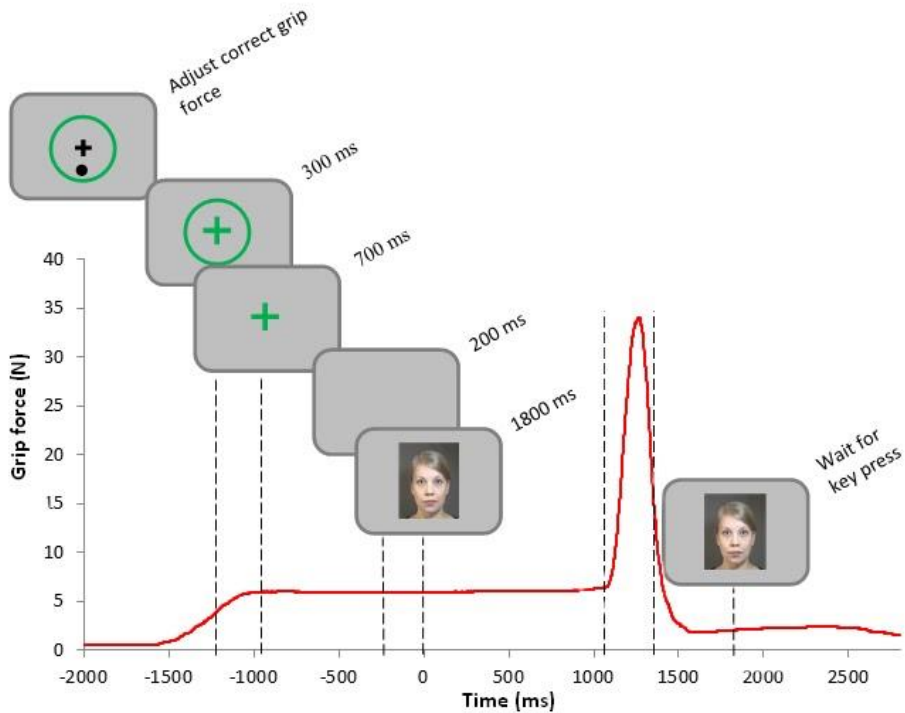 Adjust correct grip
force
300 ms
700 ms
200 ms
1800 ms
Wait for
key press
Grip force (N)
40
35
30
25
20
15
10
5
0
-2000 -1500 -1000 -500 0 500 1000 1500 2000 2500
Time (ms)